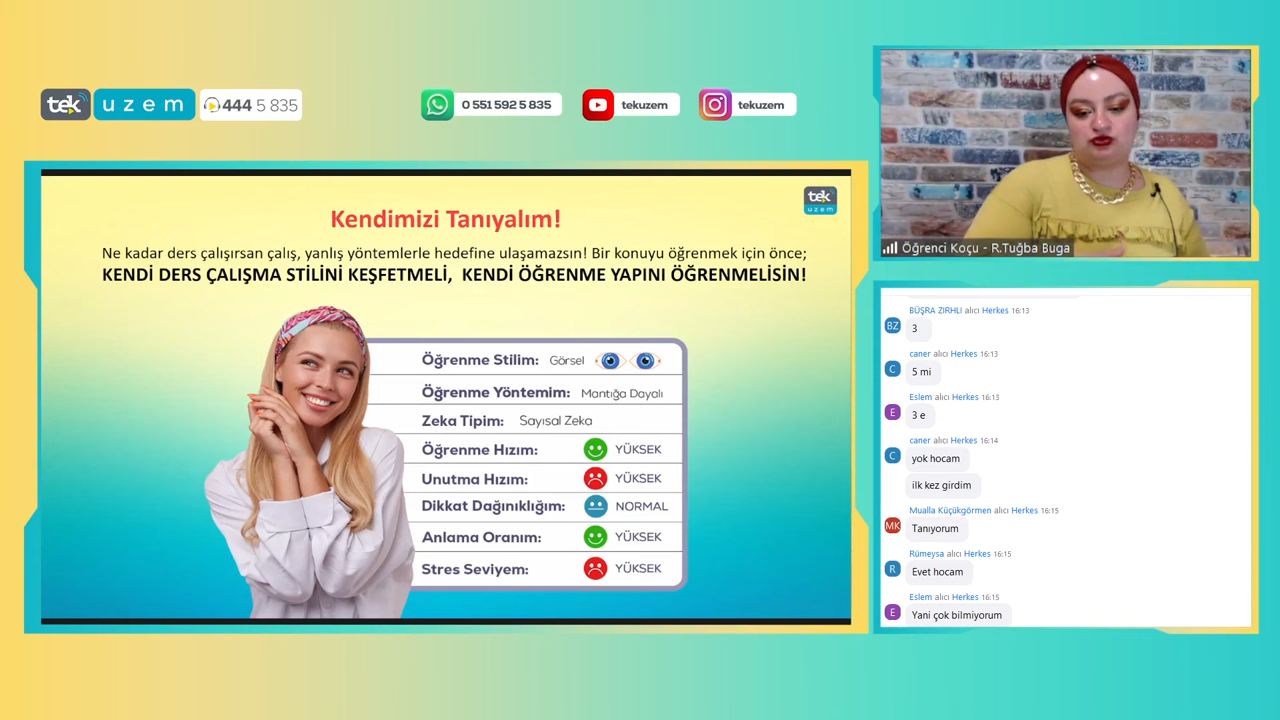 tek uzem 444 5 835
0 551 592 5 835
tekuzem
tekuzem
tek
uzem
Kendimizi Tanıyalım!
Ne kadar ders çalışırsan çalış, yanlış yöntemlerle hedefine ulaşamazsın! Bir konuyu öğrenmek için önce;
KENDİ DERS ÇALIŞMA STİLİNİ KEŞFETMELİ, KENDİ ÖĞRENME YAPINI ÖĞRENMELİSİN!
Öğrenme Stilim: Görsel
Öğrenme Yöntemim: Mantığa Dayalı
Zeka Tipim: Sayısal Zeka
Öğrenme Hızım: YÜKSEK
Unutma Hızım: YÜKSEK
Dikkat Dağınıklığım: NORMAL
Anlama Oranım: YÜKSEK
Stres Seviyem: YÜKSEK
Öğrenci Koçu - R.Tuğba Buga
BÜŞRA ZIRHLI alıcı Herkes 16:13
BZ 3
caner alıcı Herkes 16:13
C 5 mi
Eslem alıcı Herkes 16:13
E 3 e
caner alıcı Herkes 16:14
C yok hocam
ilk kez girdim
Mualla Küçükgörmen alıcı Herkes 16:15
MK Tanıyorum
Rümeysa alıcı Herkes 16:15
R Evet hocam
Eslem alıcı Herkes 16:15
E Yani çok bilmiyorum